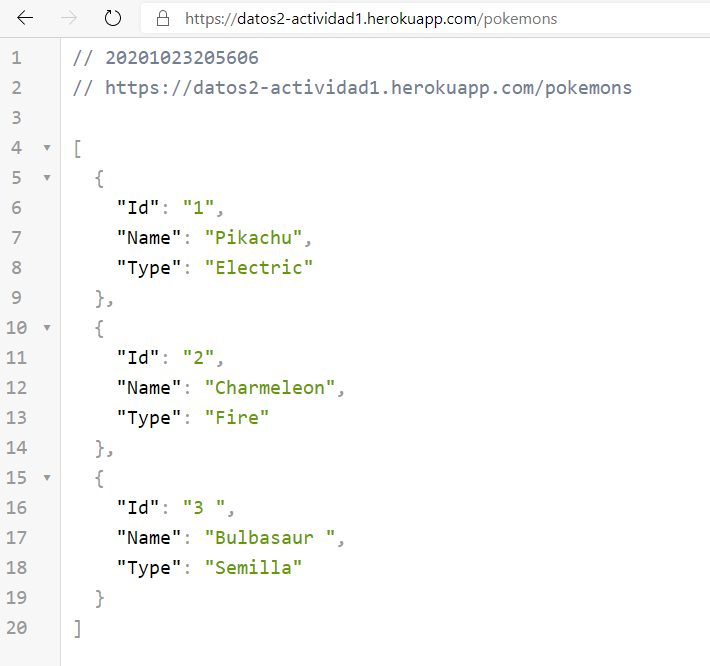 https://datos2-actividad1.herokuapp.com/pokemons
1 // 20201023205606
2 // https://datos2-actividad1.herokuapp.com/pokemons
3
4 [
5 {
6 "Id": "1",
7 "Name": "Pikachu",
8 "Type": "Electric"
9 },
10 {
11 "Id": "2",
12 "Name": "Charmeleon",
13 "Type": "Fire"
14 },
15 {
16 "Id": "3 ",
17 "Name": "Bulbasaur ",
18 "Type": "Semilla"
19 }
20 ]